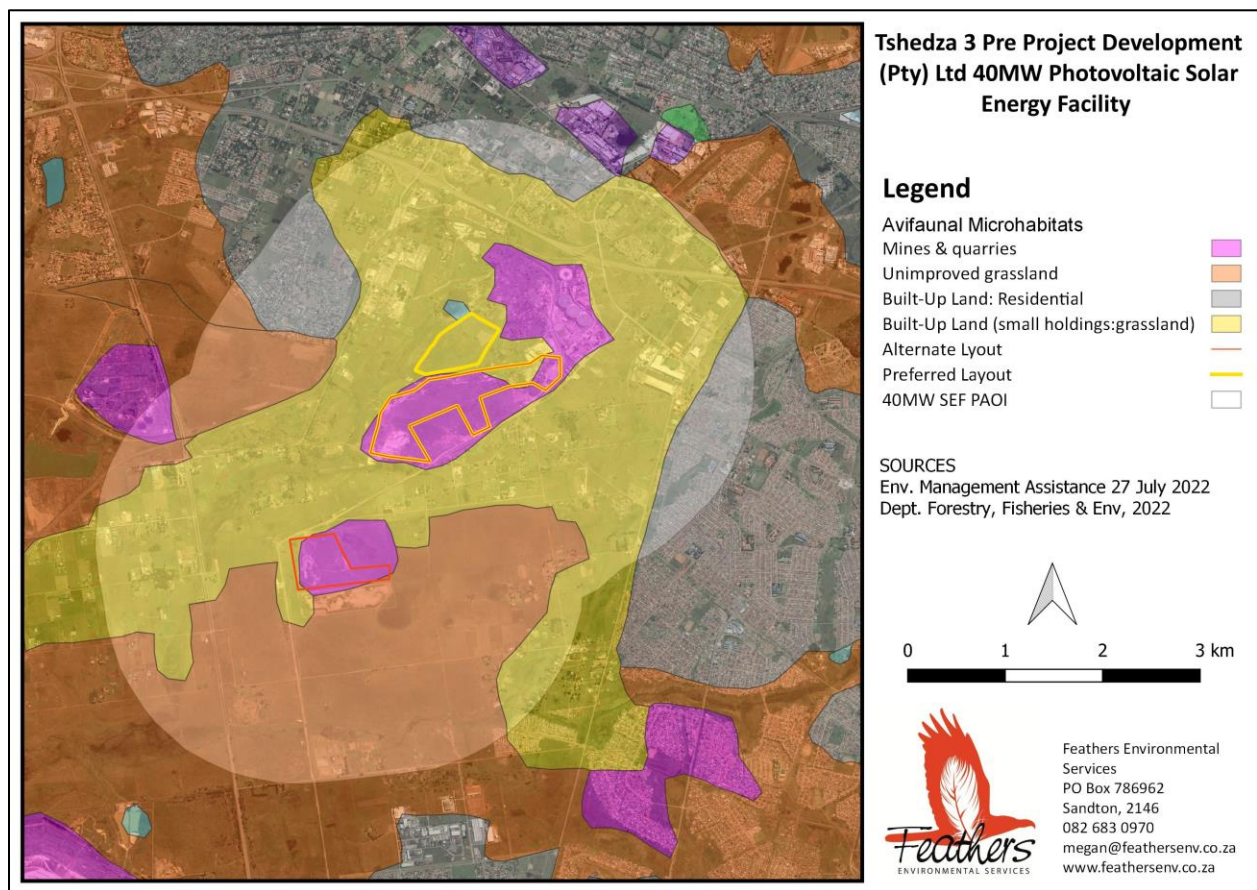 Tshedza 3 Pre Project Development
(Pty) Ltd 40MW Photovoltaic Solar
Energy Facility
Legend
Avifaunal Microhabitats
Mines & quarries
Unimproved grassland
Built-Up Land: Residential
Built-Up Land (small holdings:grassland)
Alternate Lyout
Preferred Layout
40MW SEF PAOI
SOURCES
Env. Management Assistance 27 July 2022
Dept. Forestry, Fisheries & Env, 2022
0 1 2 3 km
Feathers
ENVIRONMENTAL SERVICES
Feathers Environmental
Services
PO Box 786962
Sandton, 2146
082 683 0970
megan@feathersenv.co.za
www.feathersenv.co.za